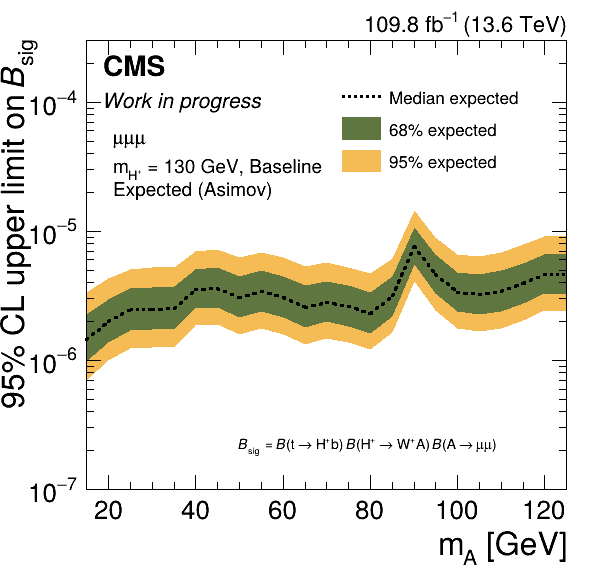 109.8 fb⁻¹ (13.6 TeV)
CMS
Work in progress
μμμ
m_H⁺ = 130 GeV, Baseline
Expected (Asimov)
Median expected
68% expected
95% expected
95% CL upper limit on B_sig
10⁻⁴
10⁻⁵
10⁻⁶
10⁻⁷
B_sig = B(t → H⁺b) B(H⁺ → W⁺A) B(A → μμ)
20 40 60 80 100 120
m_A [GeV]